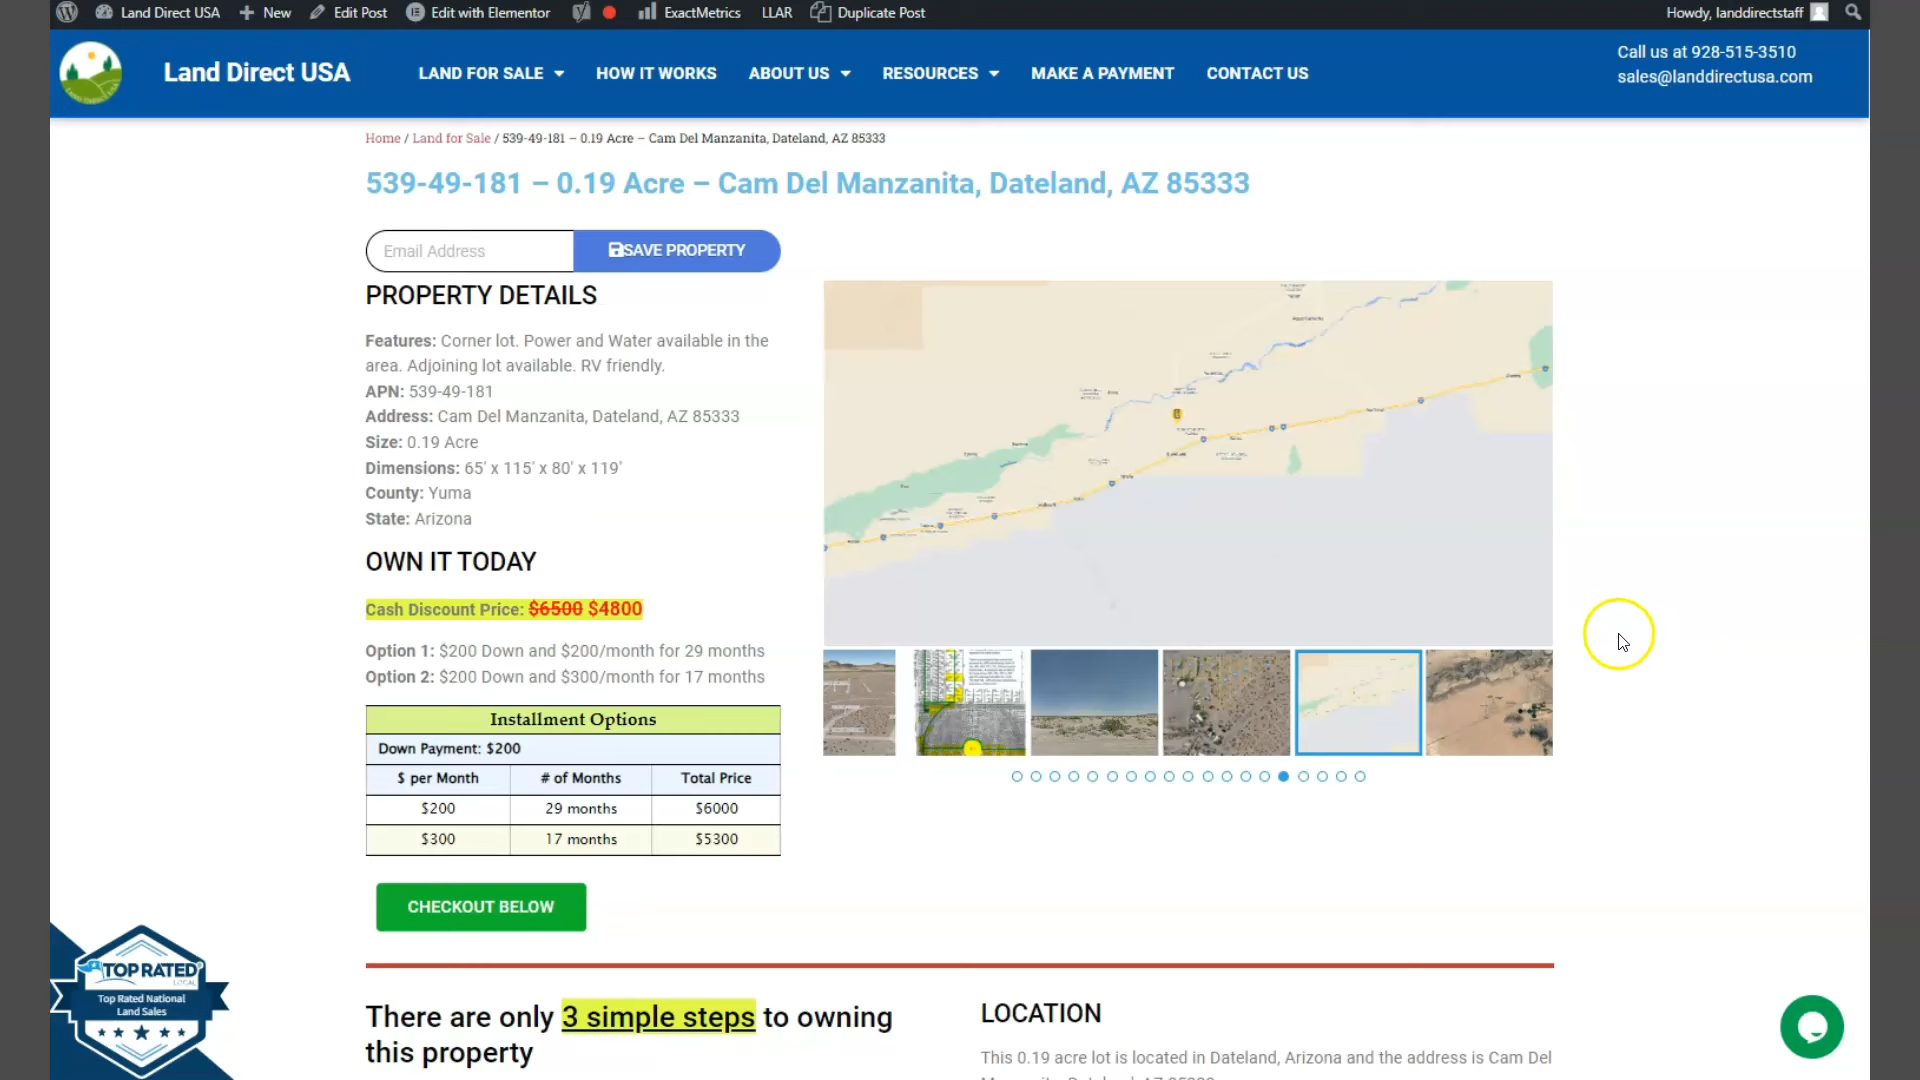 Land Direct USA
New
Edit Post
Edit with Elementor
ExactMetrics
LLAR
Duplicate Post
Howdy, landdirectstaff
Land Direct USA
LAND FOR SALE
HOW IT WORKS
ABOUT US
RESOURCES
MAKE A PAYMENT
CONTACT US
Call us at 928-515-3510
sales@landdirectusa.com
Home / Land for Sale / 539-49-181 – 0.19 Acre – Cam Del Manzanita, Dateland, AZ 85333
539-49-181 – 0.19 Acre – Cam Del Manzanita, Dateland, AZ 85333
Email Address
SAVE PROPERTY
PROPERTY DETAILS
Features: Corner lot. Power and Water available in the
area. Adjoining lot available. RV friendly.
APN: 539-49-181
Address: Cam Del Manzanita, Dateland, AZ 85333
Size: 0.19 Acre
Dimensions: 65' x 115' x 80' x 119'
County: Yuma
State: Arizona
OWN IT TODAY
Cash Discount Price: $6500 $4800
Option 1: $200 Down and $200/month for 29 months
Option 2: $200 Down and $300/month for 17 months
Installment Options
Down Payment: $200
$ per Month # of Months Total Price
$200 29 months $6000
$300 17 months $5300
CHECKOUT BELOW
TOP RATED
LOCAL
Top Rated National
Land Sales
There are only 3 simple steps to owning
this property
LOCATION
This 0.19 acre lot is located in Dateland, Arizona and the address is Cam Del